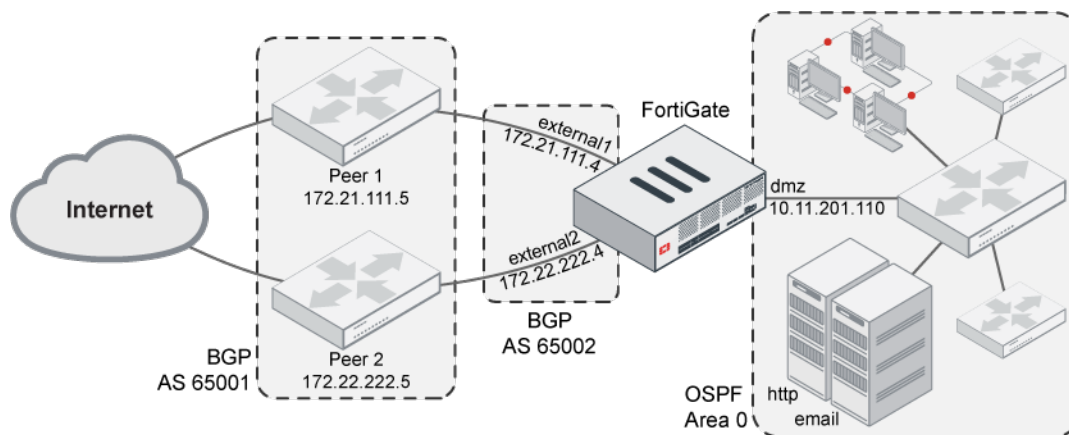 Internet
Peer 1
172.21.111.5
Peer 2
172.22.222.5
BGP
AS 65001
external1
172.21.111.4
external2
172.22.222.4
BGP
AS 65002
FortiGate
dmz
10.11.201.110
OSPF
Area 0
http
email